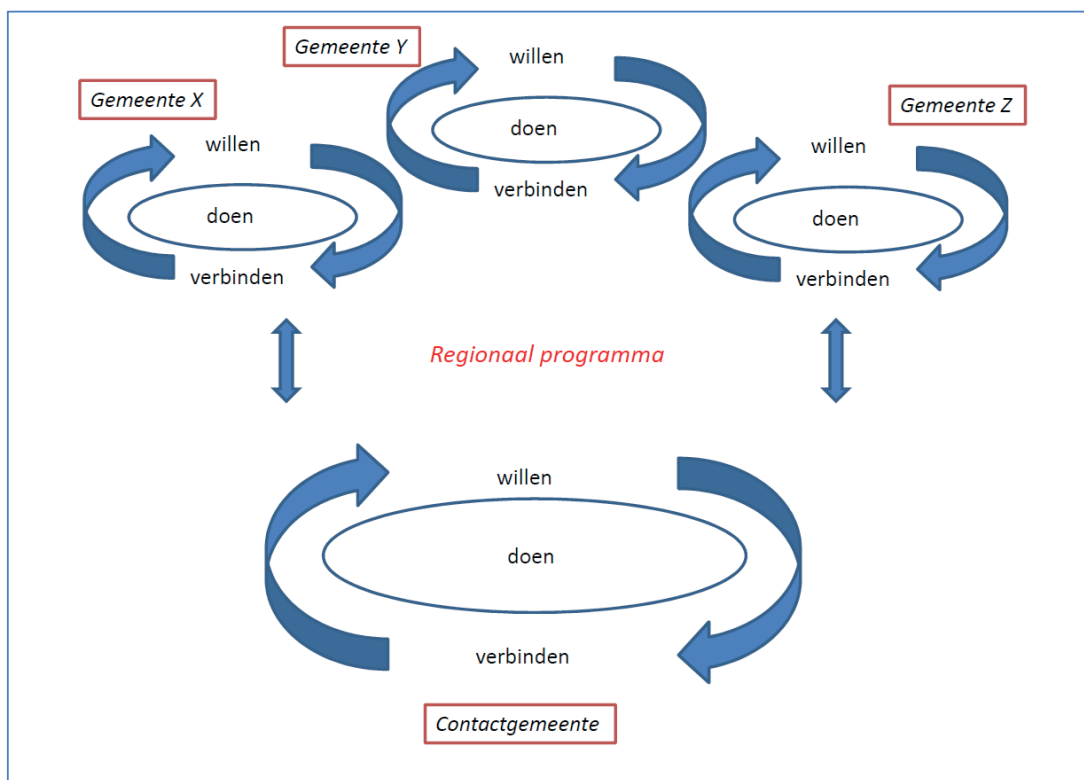 Gemeente Y
willen
doen
verbinden
Gemeente X
willen
doen
verbinden
Gemeente Z
willen
doen
verbinden
Regionaal programma
willen
doen
verbinden
Contactgemeente